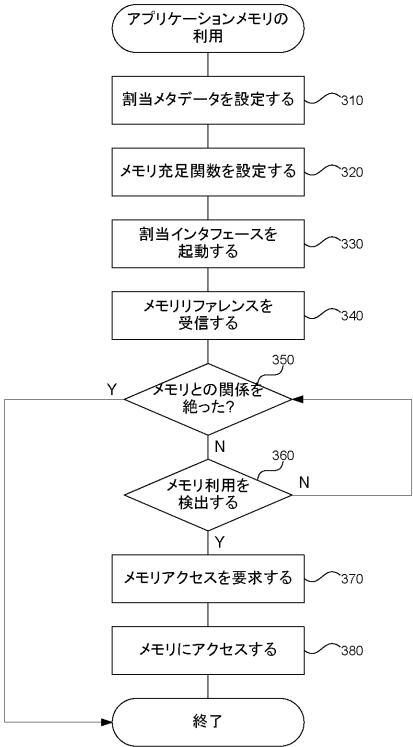 アプリケーションメモリの
利用
割当メタデータを設定する
310
メモリ充足関数を設定する
320
割当インタフェースを
起動する
330
メモリリファレンスを
受信する
340
350
Y
メモリとの関係を
絶った?
N
360
メモリ利用を
検出する
N
Y
メモリアクセスを要求する
370
メモリにアクセスする
380
終了